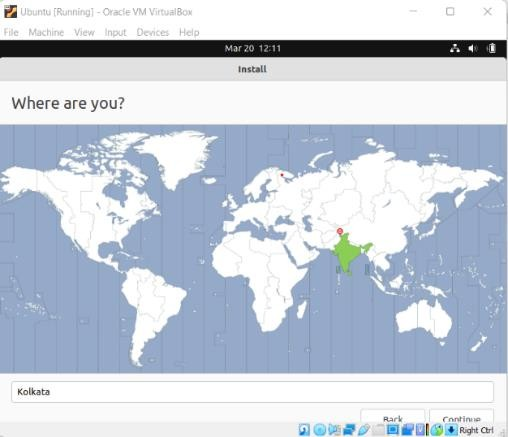 Ubuntu [Running] - Oracle VM VirtualBox
File Machine View Input Devices Help
Mar 20 12:11
Install
Where are you?
Kolkata
Back Continue
Right Ctrl